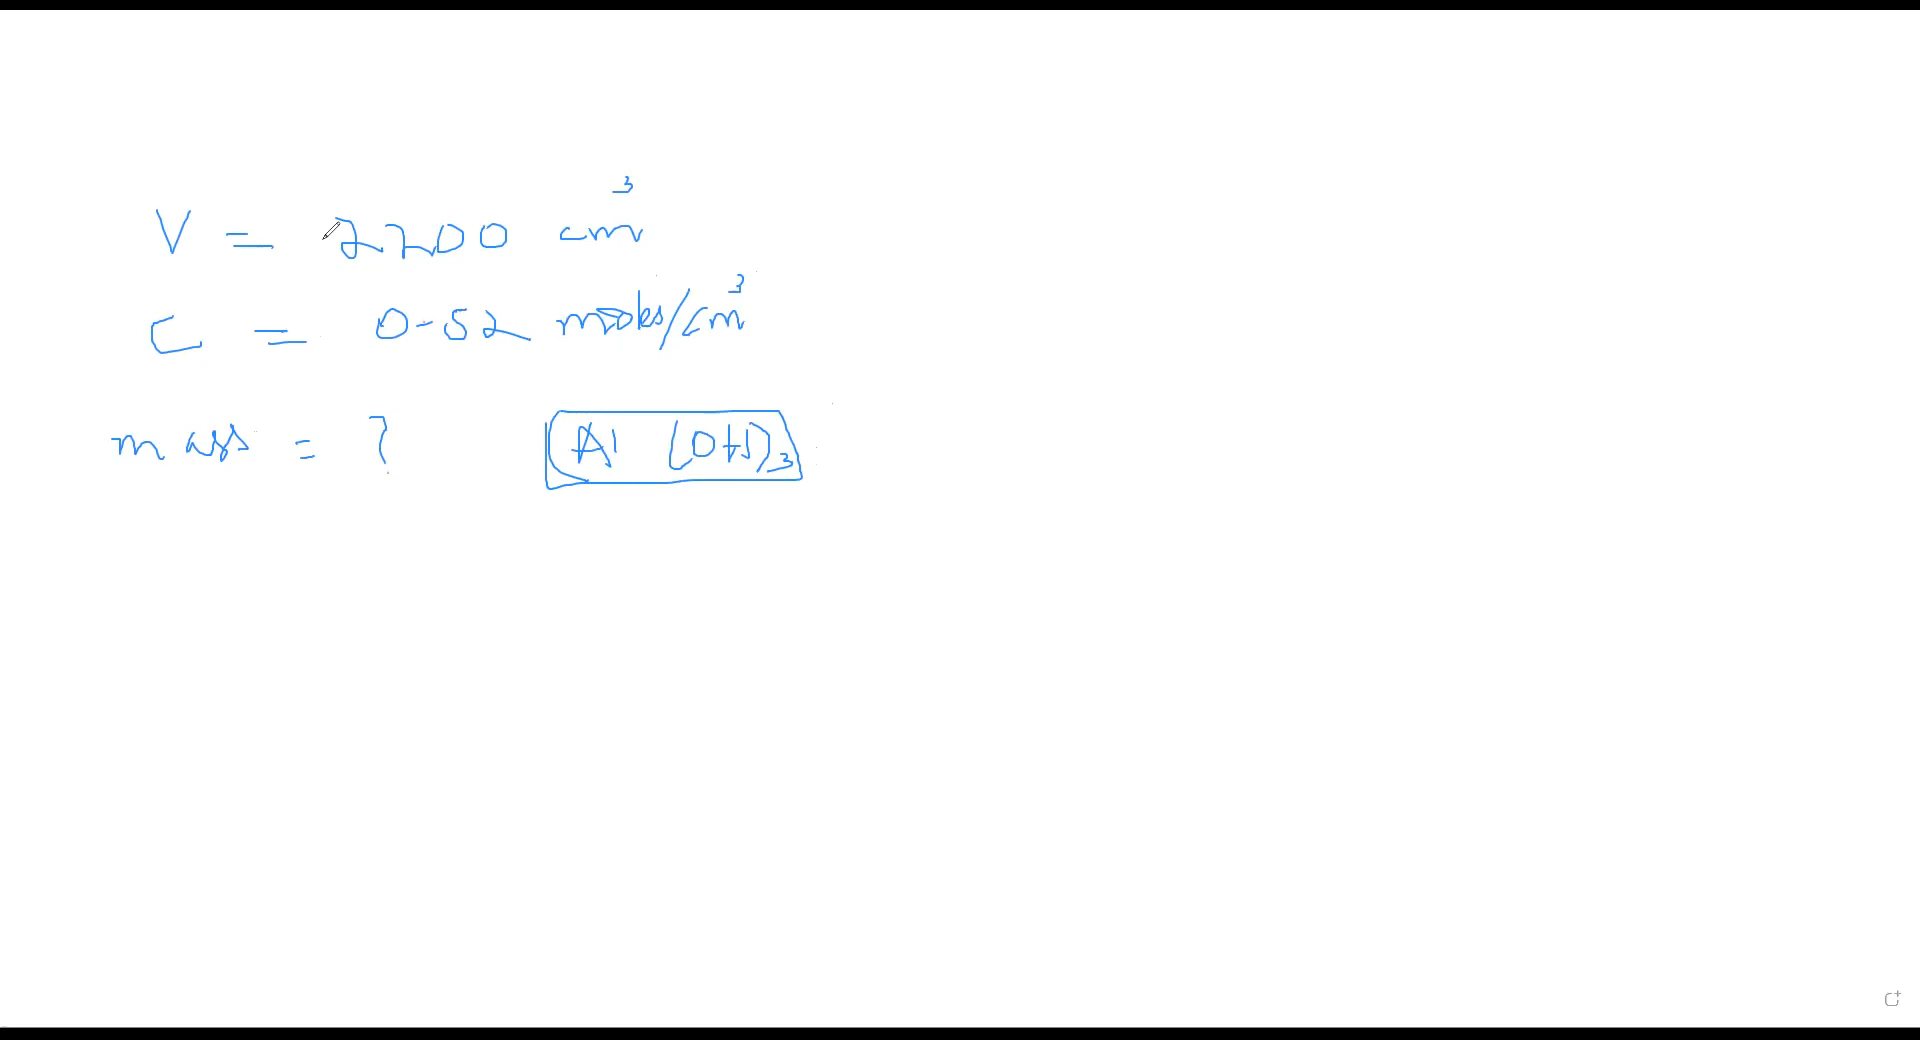 V = 2200 cm³
C = 0.52 moles/cm³
mass = ? Al (OH)₃